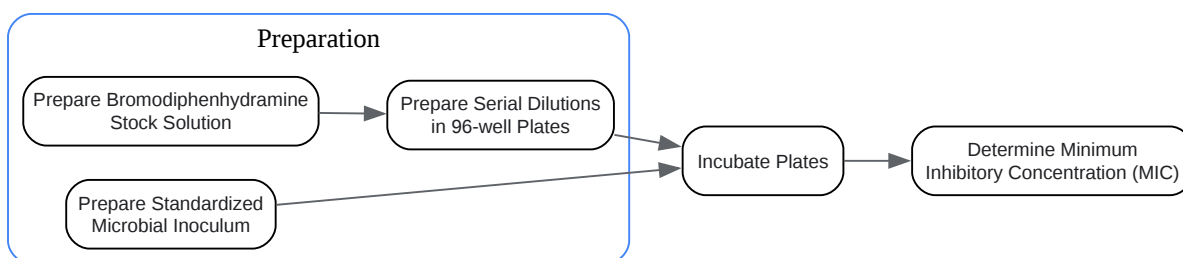 Preparation
Prepare Bromodiphenhydramine
Stock Solution
Prepare Serial Dilutions
in 96-well Plates
Prepare Standardized
Microbial Inoculum
Incubate Plates
Determine Minimum
Inhibitory Concentration (MIC)